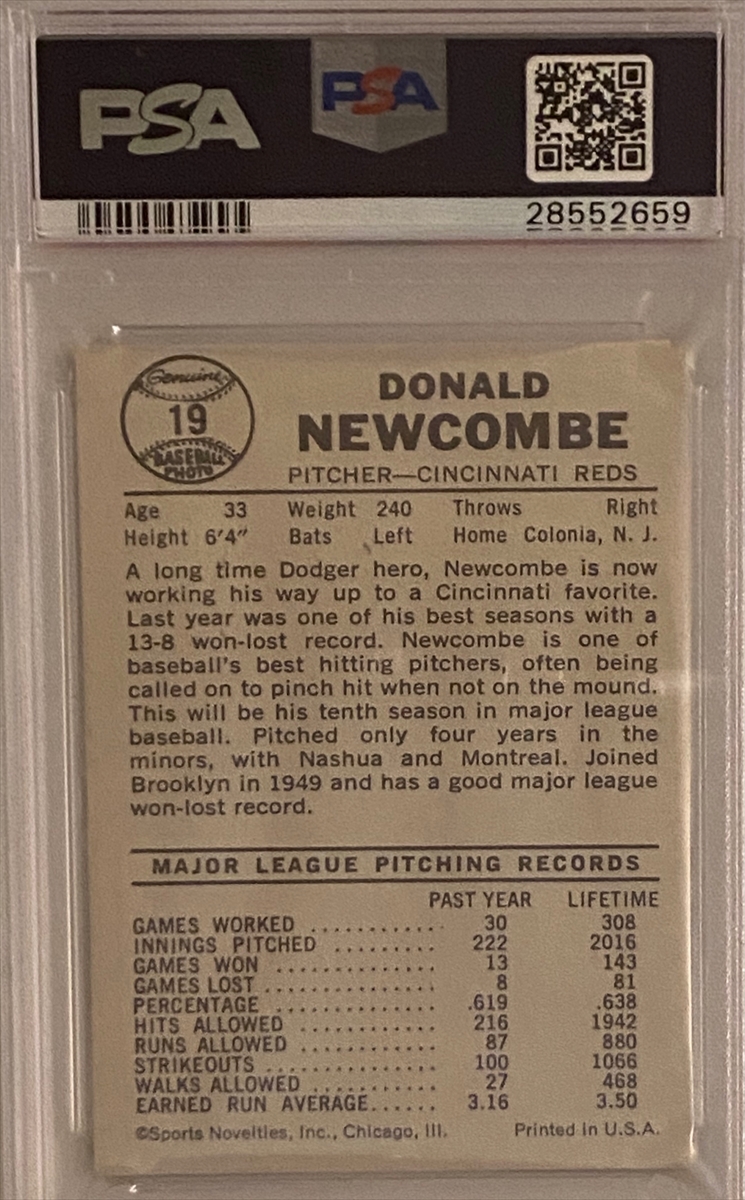 PSA
PSA
28552659
Genuine
19
BASEBALL
PHOTO
DONALD
NEWCOMBE
PITCHER—CINCINNATI REDS
Age 33 Weight 240 Throws Right
Height 6'4" Bats Left Home Colonia, N. J.
A long time Dodger hero, Newcombe is now
working his way up to a Cincinnati favorite.
Last year was one of his best seasons with a
13-8 won-lost record. Newcombe is one of
baseball's best hitting pitchers, often being
called on to pinch hit when not on the mound.
This will be his tenth season in major league
baseball. Pitched only four years in the
minors, with Nashua and Montreal. Joined
Brooklyn in 1949 and has a good major league
won-lost record.
MAJOR LEAGUE PITCHING RECORDS
PAST YEAR LIFETIME
GAMES WORKED ............ 30 308
INNINGS PITCHED ......... 222 2016
GAMES WON .............. 13 143
GAMES LOST ............... 8 81
PERCENTAGE .............. .619 .638
HITS ALLOWED ............ 216 1942
RUNS ALLOWED ............ 87 880
STRIKEOUTS ............... 100 1066
WALKS ALLOWED ........... 27 468
EARNED RUN AVERAGE...... 3.16 3.50
©Sports Novelties, Inc., Chicago, Ill. Printed in U.S.A.